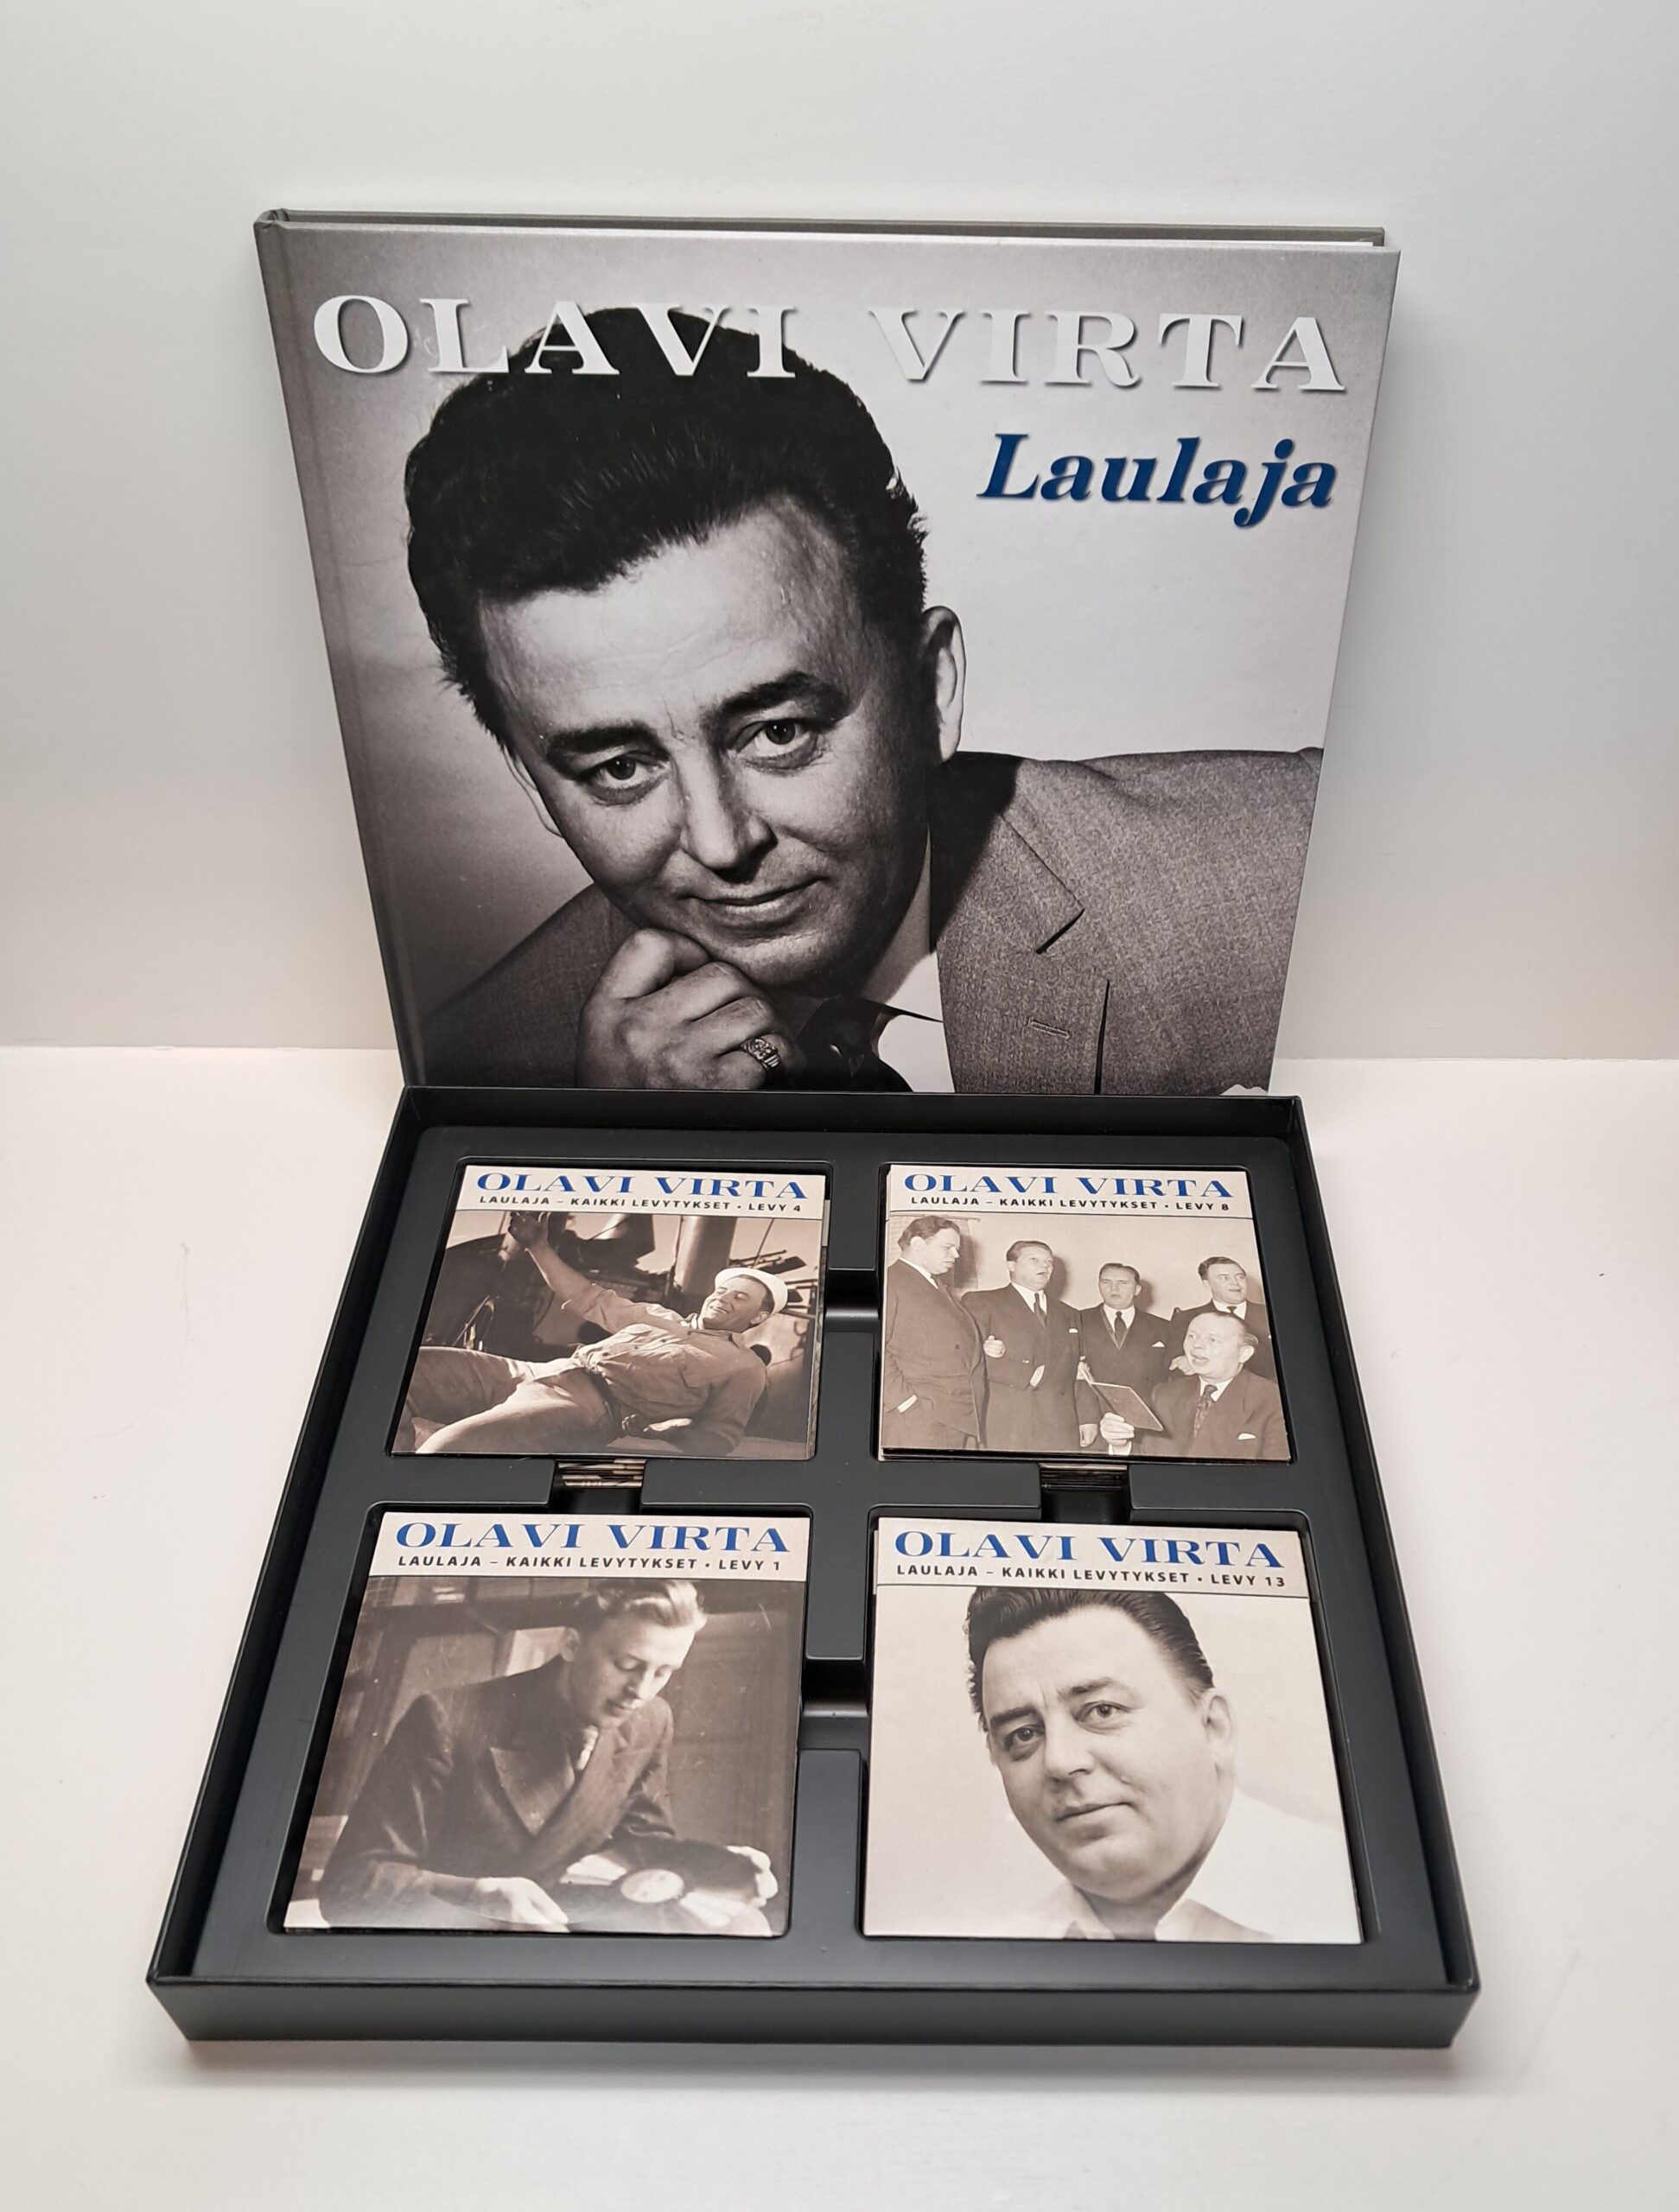 OLAVI VIRTA
Laulaja
OLAVI VIRTA
LAULAJA – KAIKKI LEVYTYKSET • LEVY 4
OLAVI VIRTA
LAULAJA – KAIKKI LEVYTYKSET • LEVY 8
OLAVI VIRTA
LAULAJA – KAIKKI LEVYTYKSET • LEVY 1
OLAVI VIRTA
LAULAJA – KAIKKI LEVYTYKSET • LEVY 13